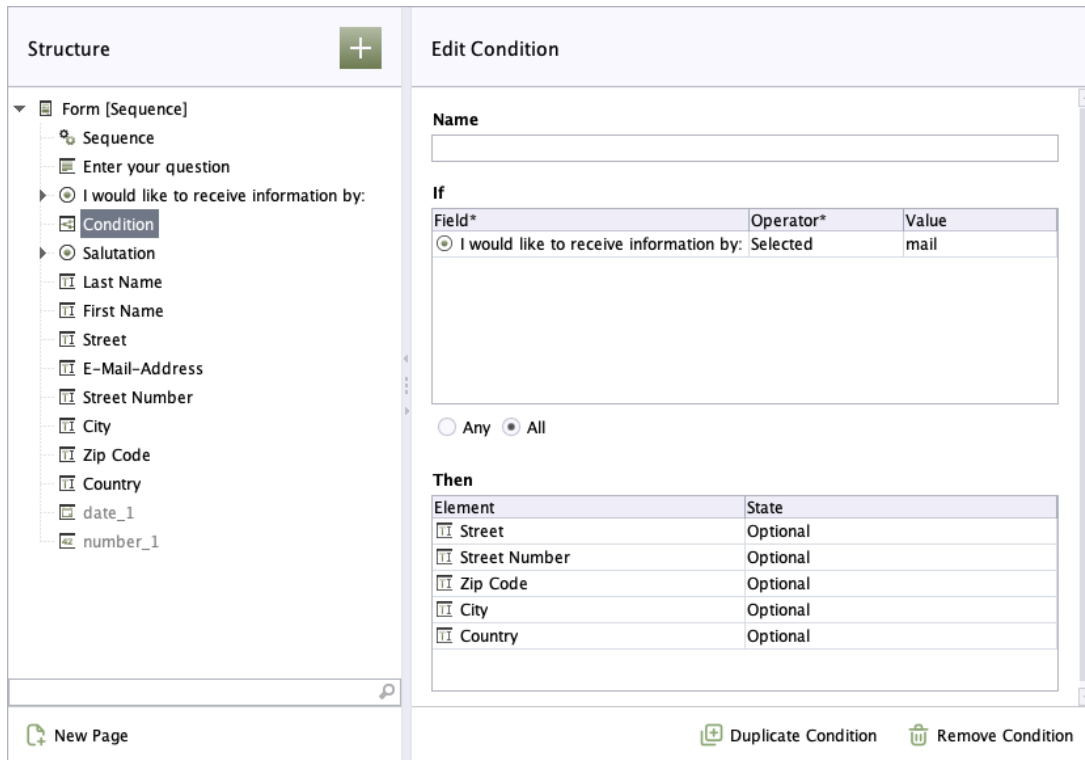 Structure
Form [Sequence]
Sequence
Enter your question
I would like to receive information by:
Condition
Salutation
Last Name
First Name
Street
E-Mail-Address
Street Number
City
Zip Code
Country
date_1
number_1
New Page
Edit Condition
Name
If
Field* Operator* Value
I would like to receive information by: Selected mail
Any All
Then
Element State
Street Optional
Street Number Optional
Zip Code Optional
City Optional
Country Optional
Duplicate Condition Remove Condition